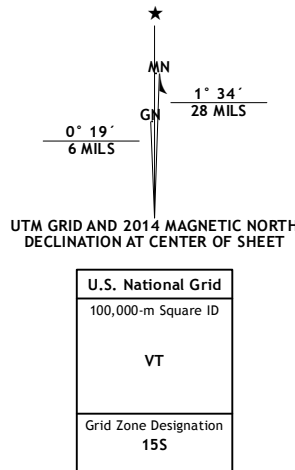 ★
MN
GN
1° 34´
28 MILS
0° 19´
6 MILS
UTM GRID AND 2014 MAGNETIC NORTH
DECLINATION AT CENTER OF SHEET
U.S. National Grid
100,000-m Square ID
VT
Grid Zone Designation
15S